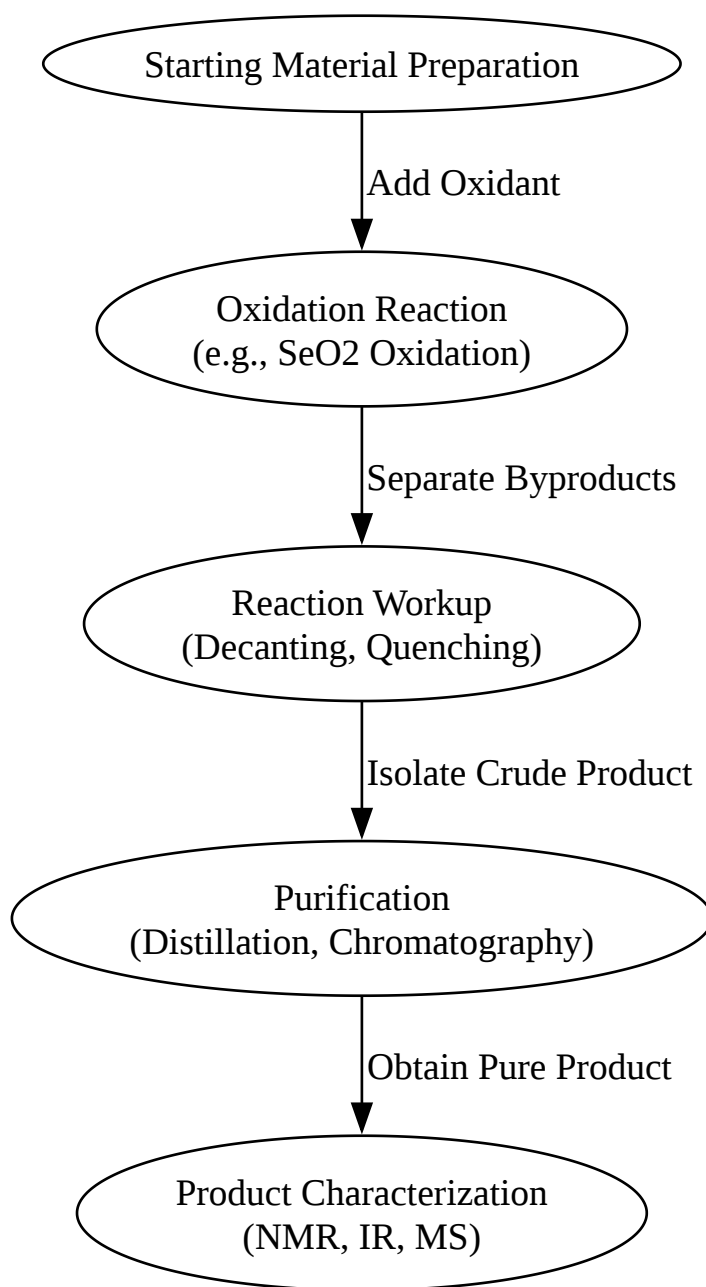 Starting Material Preparation
Add Oxidant
Oxidation Reaction
(e.g., SeO2 Oxidation)
Separate Byproducts
Reaction Workup
(Decanting, Quenching)
Isolate Crude Product
Purification
(Distillation, Chromatography)
Obtain Pure Product
Product Characterization
(NMR, IR, MS)